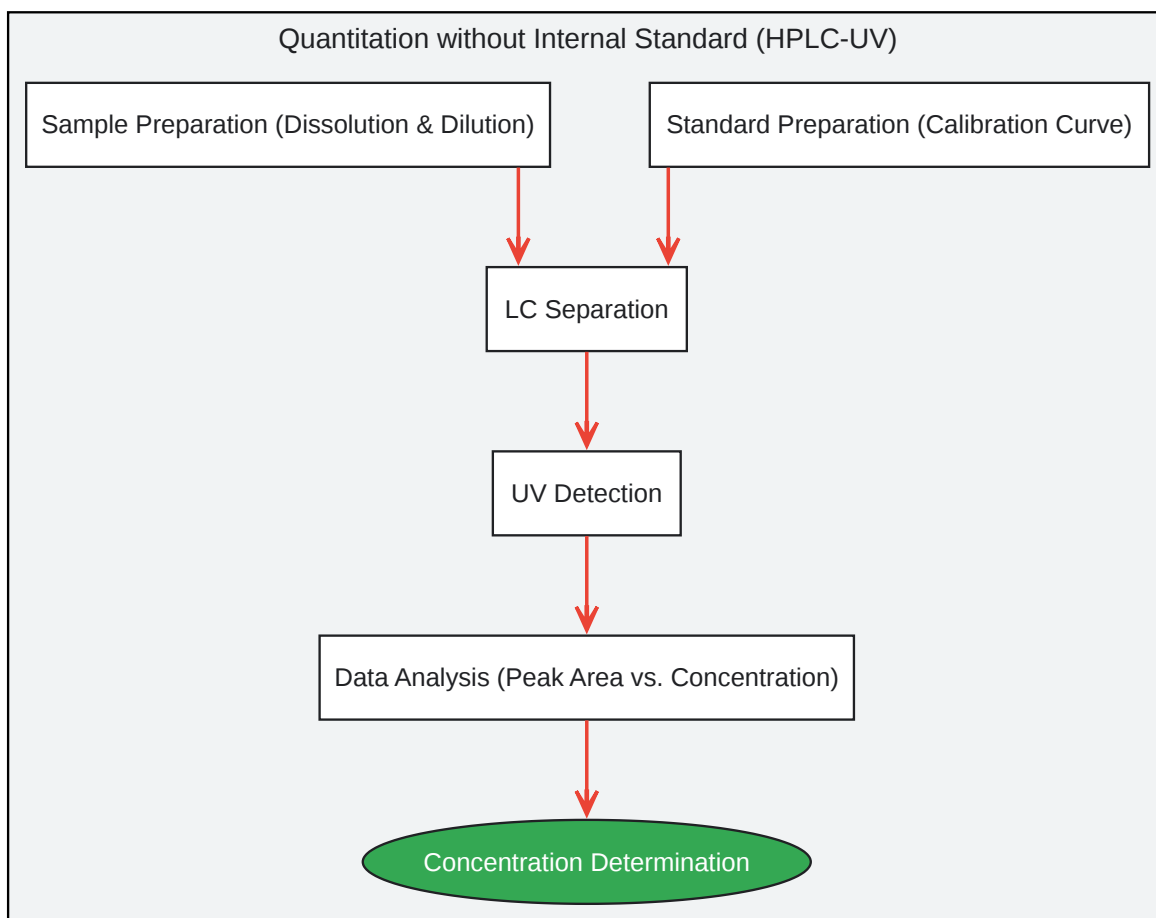 Quantitation without Internal Standard (HPLC-UV)
Sample Preparation (Dissolution & Dilution)
Standard Preparation (Calibration Curve)
LC Separation
UV Detection
Data Analysis (Peak Area vs. Concentration)
Concentration Determination